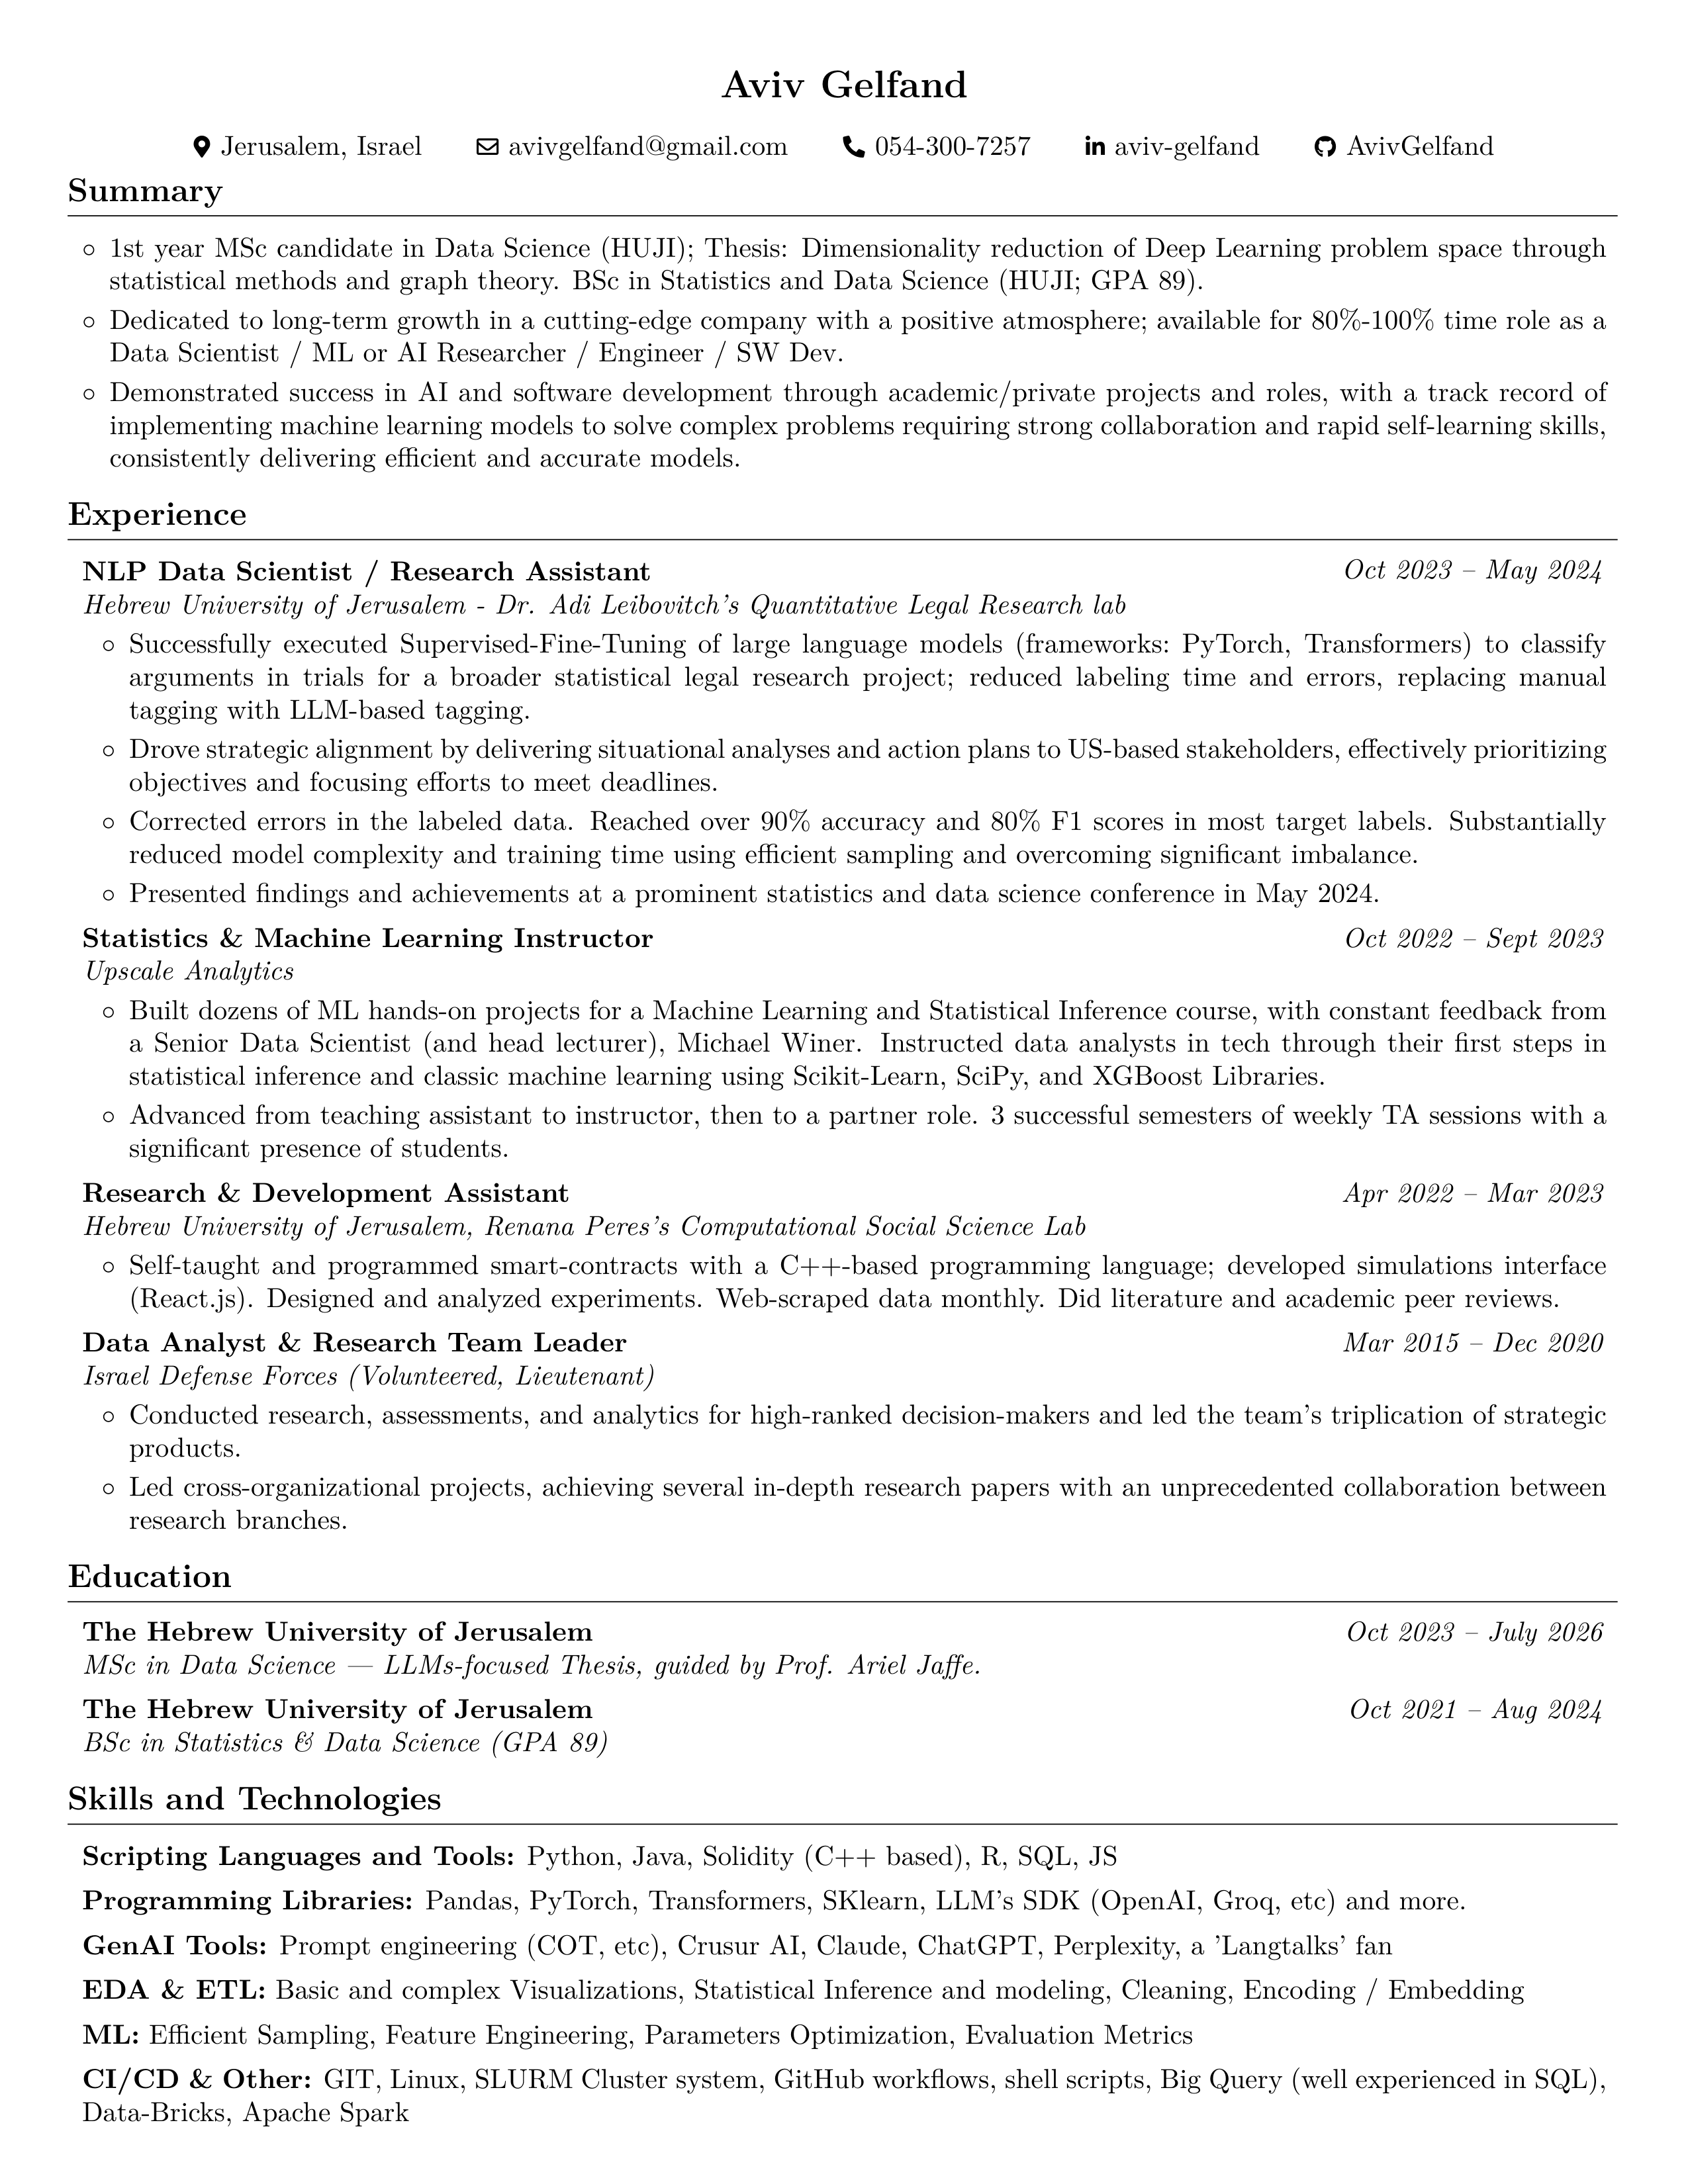 Aviv Gelfand
Jerusalem, Israel avivgelfand@gmail.com 054-300-7257 aviv-gelfand AvivGelfand
Summary
◦ 1st year MSc candidate in Data Science (HUJI); Thesis: Dimensionality reduction of Deep Learning problem space through
statistical methods and graph theory. BSc in Statistics and Data Science (HUJI; GPA 89).
◦ Dedicated to long-term growth in a cutting-edge company with a positive atmosphere; available for 80%-100% time role as a
Data Scientist / ML or AI Researcher / Engineer / SW Dev.
◦ Demonstrated success in AI and software development through academic/private projects and roles, with a track record of
implementing machine learning models to solve complex problems requiring strong collaboration and rapid self-learning skills,
consistently delivering efficient and accurate models.
Experience
NLP Data Scientist / Research Assistant Oct 2023 – May 2024
Hebrew University of Jerusalem - Dr. Adi Leibovitch's Quantitative Legal Research lab
◦ Successfully executed Supervised-Fine-Tuning of large language models (frameworks: PyTorch, Transformers) to classify
arguments in trials for a broader statistical legal research project; reduced labeling time and errors, replacing manual
tagging with LLM-based tagging.
◦ Drove strategic alignment by delivering situational analyses and action plans to US-based stakeholders, effectively prioritizing
objectives and focusing efforts to meet deadlines.
◦ Corrected errors in the labeled data. Reached over 90% accuracy and 80% F1 scores in most target labels. Substantially
reduced model complexity and training time using efficient sampling and overcoming significant imbalance.
◦ Presented findings and achievements at a prominent statistics and data science conference in May 2024.
Statistics & Machine Learning Instructor Oct 2022 – Sept 2023
Upscale Analytics
◦ Built dozens of ML hands-on projects for a Machine Learning and Statistical Inference course, with constant feedback from
a Senior Data Scientist (and head lecturer), Michael Winer. Instructed data analysts in tech through their first steps in
statistical inference and classic machine learning using Scikit-Learn, SciPy, and XGBoost Libraries.
◦ Advanced from teaching assistant to instructor, then to a partner role. 3 successful semesters of weekly TA sessions with a
significant presence of students.
Research & Development Assistant Apr 2022 – Mar 2023
Hebrew University of Jerusalem, Renana Peres's Computational Social Science Lab
◦ Self-taught and programmed smart-contracts with a C++-based programming language; developed simulations interface
(React.js). Designed and analyzed experiments. Web-scraped data monthly. Did literature and academic peer reviews.
Data Analyst & Research Team Leader Mar 2015 – Dec 2020
Israel Defense Forces (Volunteered, Lieutenant)
◦ Conducted research, assessments, and analytics for high-ranked decision-makers and led the team's triplication of strategic
products.
◦ Led cross-organizational projects, achieving several in-depth research papers with an unprecedented collaboration between
research branches.
Education
The Hebrew University of Jerusalem Oct 2023 – July 2026
MSc in Data Science — LLMs-focused Thesis, guided by Prof. Ariel Jaffe.
The Hebrew University of Jerusalem Oct 2021 – Aug 2024
BSc in Statistics & Data Science (GPA 89)
Skills and Technologies
Scripting Languages and Tools: Python, Java, Solidity (C++ based), R, SQL, JS
Programming Libraries: Pandas, PyTorch, Transformers, SKlearn, LLM's SDK (OpenAI, Groq, etc) and more.
GenAI Tools: Prompt engineering (COT, etc), Crusur AI, Claude, ChatGPT, Perplexity, a 'Langtalks' fan
EDA & ETL: Basic and complex Visualizations, Statistical Inference and modeling, Cleaning, Encoding / Embedding
ML: Efficient Sampling, Feature Engineering, Parameters Optimization, Evaluation Metrics
CI/CD & Other: GIT, Linux, SLURM Cluster system, GitHub workflows, shell scripts, Big Query (well experienced in SQL),
Data-Bricks, Apache Spark